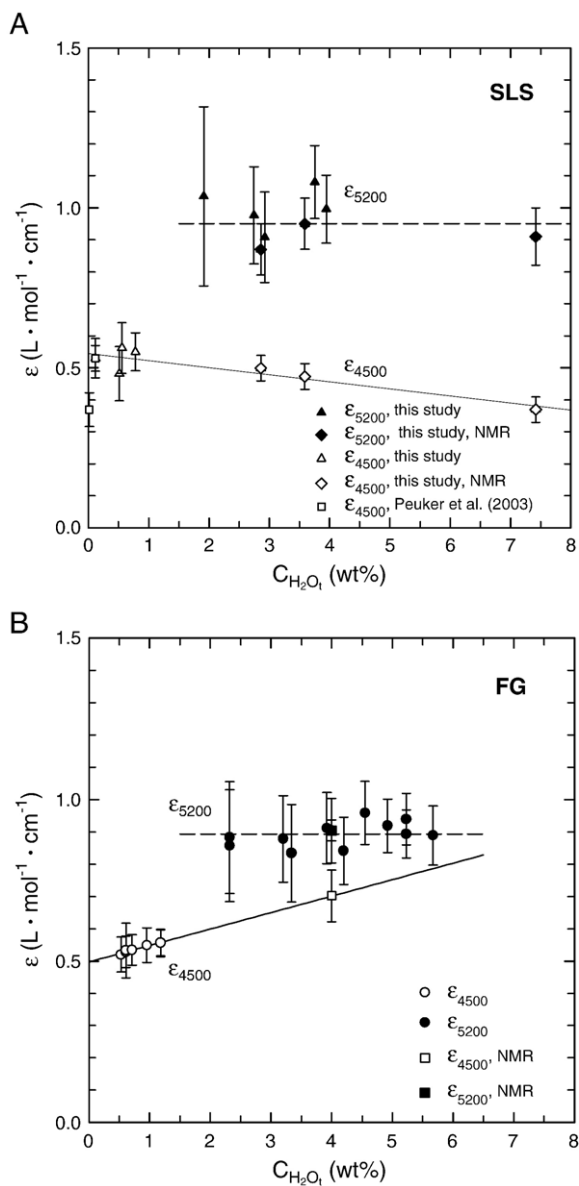 A
SLS
1.5
1.0
0.5
0.0
ε (L · mol⁻¹ · cm⁻¹)
ε₅₂₀₀
ε₄₅₀₀
▲ ε₅₂₀₀, this study
◆ ε₅₂₀₀, this study, NMR
△ ε₄₅₀₀, this study
◇ ε₄₅₀₀, this study, NMR
□ ε₄₅₀₀, Peuker et al. (2003)
0 1 2 3 4 5 6 7 8
C_H₂Oₜ (wt%)
B
FG
1.5
1.0
0.5
0.0
ε (L · mol⁻¹ · cm⁻¹)
ε₅₂₀₀
ε₄₅₀₀
○ ε₄₅₀₀
● ε₅₂₀₀
□ ε₄₅₀₀, NMR
■ ε₅₂₀₀, NMR
0 1 2 3 4 5 6 7 8
C_H₂Oₜ (wt%)